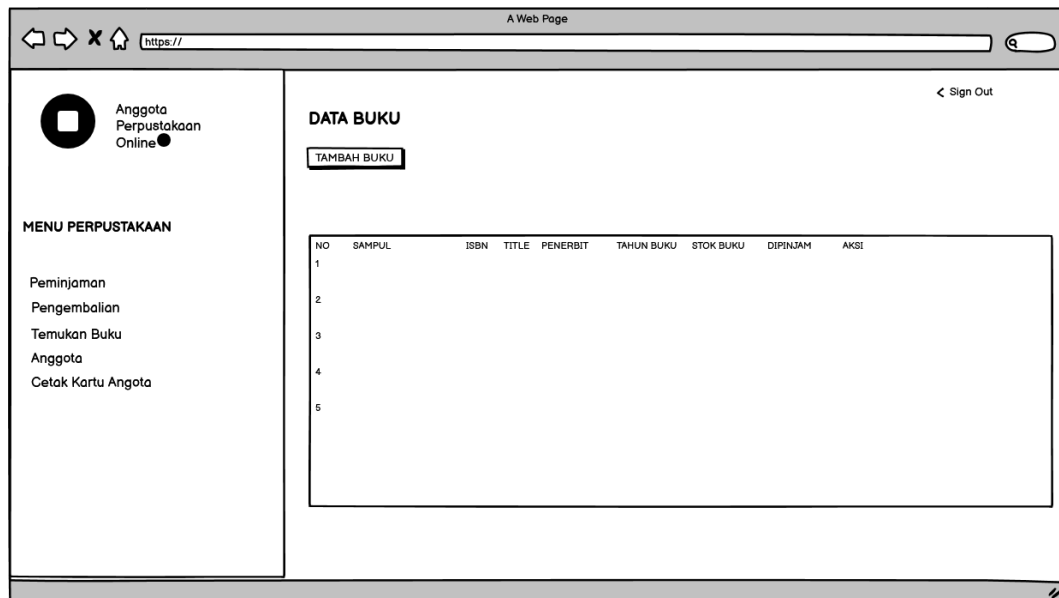 A Web Page
https://
Sign Out
Anggota
Perpustakaan
Online
DATA BUKU
TAMBAH BUKU
MENU PERPUSTAKAAN
Peminjaman
Pengembalian
Temukan Buku
Anggota
Cetak Kartu Angota
NO SAMPUL ISBN TITLE PENERBIT TAHUN BUKU STOK BUKU DIPINJAM AKSI
1
2
3
4
5